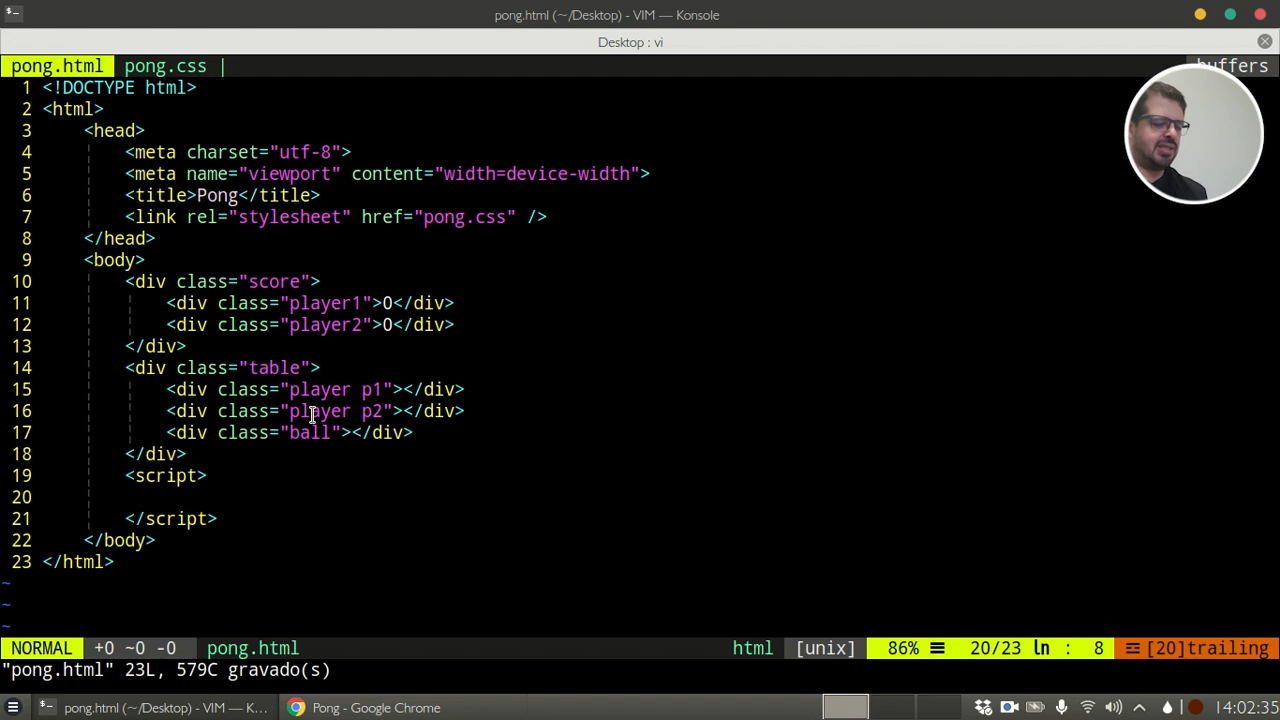 pong.html (~/Desktop) - VIM — Konsole
Desktop : vi
pong.html pong.css | buffers
1 <!DOCTYPE html>
2 <html>
3 <head>
4 <meta charset="utf-8">
5 <meta name="viewport" content="width=device-width">
6 <title>Pong</title>
7 <link rel="stylesheet" href="pong.css" />
8 </head>
9 <body>
10 <div class="score">
11 <div class="player1">0</div>
12 <div class="player2">0</div>
13 </div>
14 <div class="table">
15 <div class="player p1"></div>
16 <div class="player p2"></div>
17 <div class="ball"></div>
18 </div>
19 <script>
20
21 </script>
22 </body>
23 </html>
~
~
~
NORMAL +0 ~0 -0 pong.html html [unix] 86% ☰ 20/23 ln : 8 ☲ [20]trailing
"pong.html" 23L, 579C gravado(s)
pong.html (~/Desktop) - VIM — K... Pong - Google Chrome 14:02:35